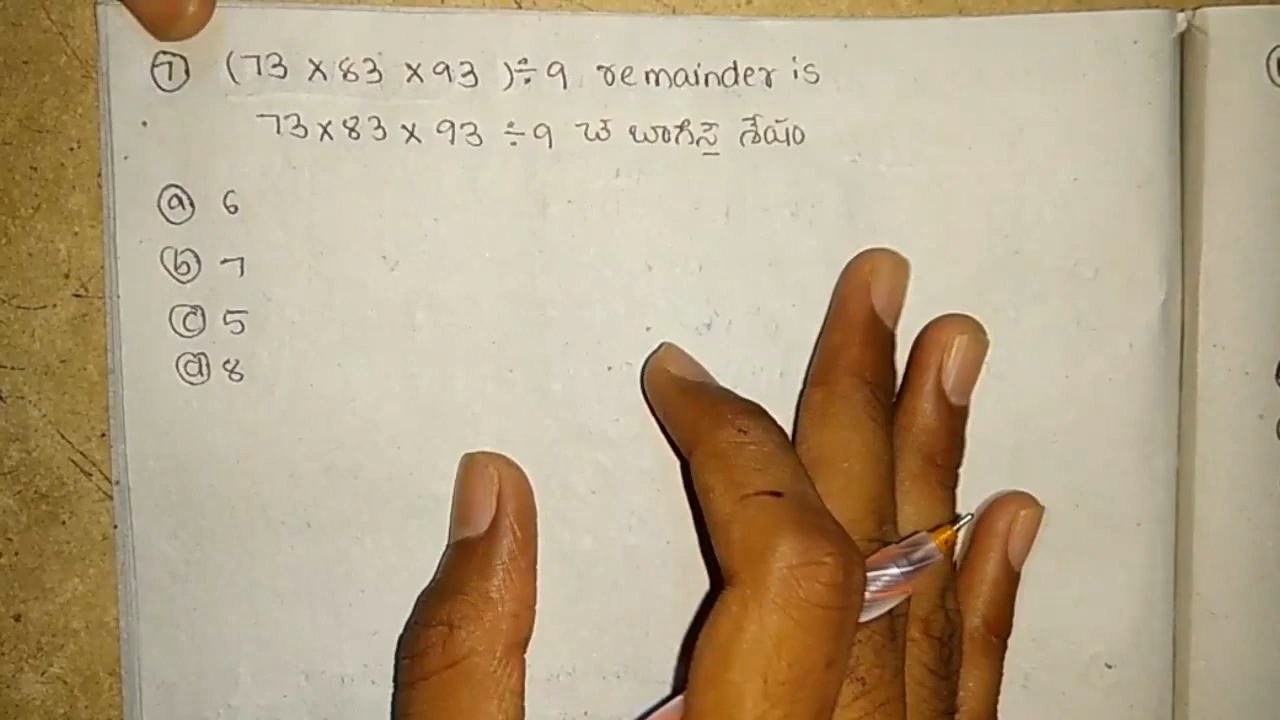 ⑦ (73 × 83 × 93 ) ÷ 9 remainder is
73 × 83 × 93 ÷ 9 చే బాగిస్తె శేషం
ⓐ 6
ⓑ 7
ⓒ 5
ⓓ 8